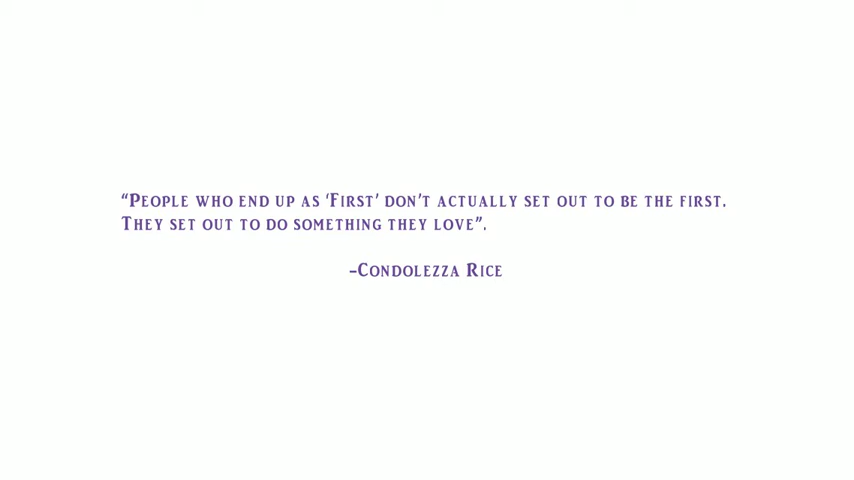 “People who end up as ‘First’ don’t actually set out to be the first.
They set out to do something they love”.
–Condolezza Rice